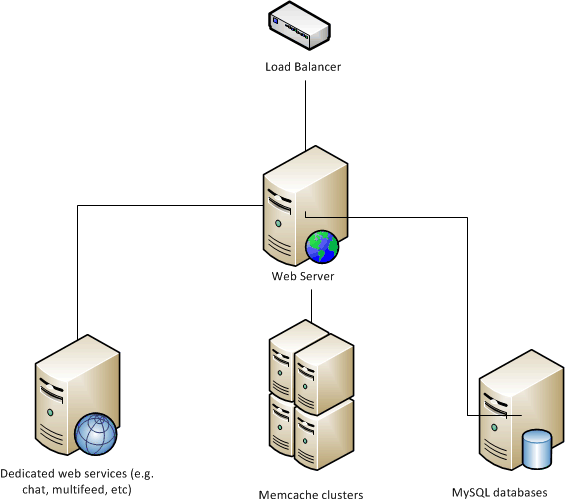 Load Balancer
Web Server
Dedicated web services (e.g.
chat, multifeed, etc)
Memcache clusters
MySQL databases